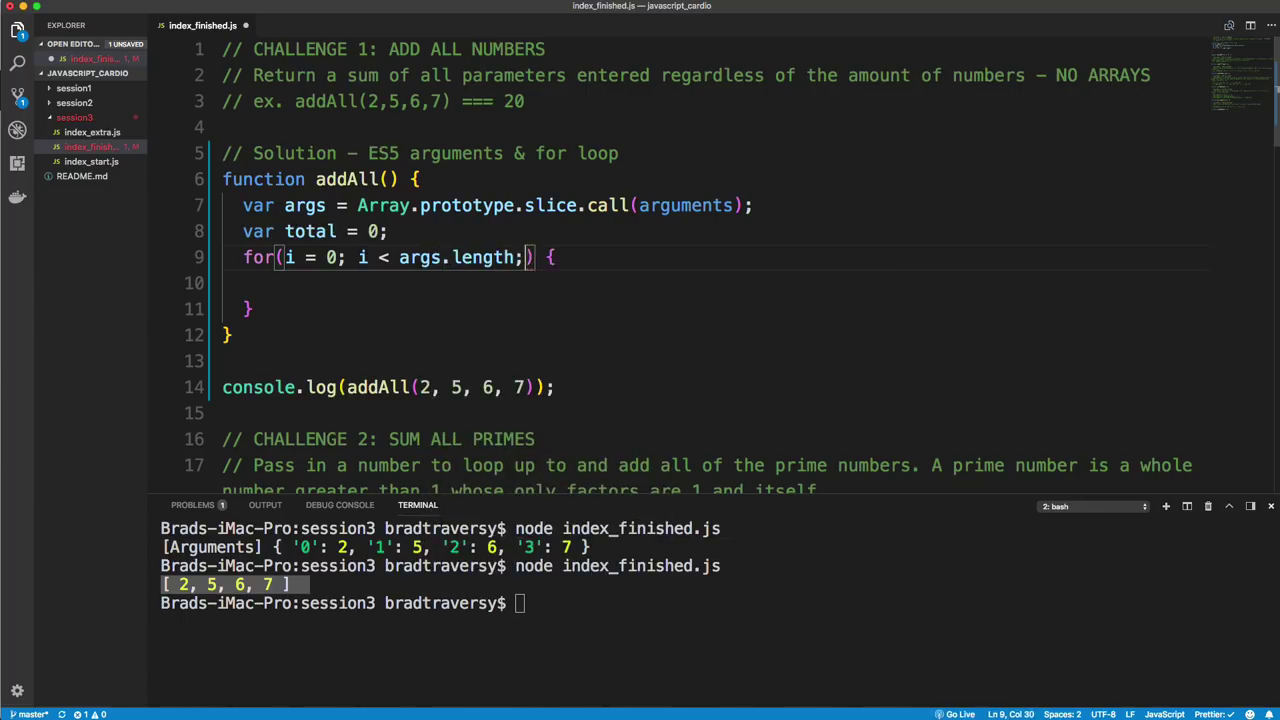 index_finished.js — javascript_cardio
EXPLORER
index_finished.js
OPEN EDITO... 1 UNSAVED
index_finis... 1, M
JAVASCRIPT_CARDIO
session1
session2
session3
JS index_extra.js
JS index_finish... 1, M
JS index_start.js
README.md
1 // CHALLENGE 1: ADD ALL NUMBERS
2 // Return a sum of all parameters entered regardless of the amount of numbers – NO ARRAYS
3 // ex. addAll(2,5,6,7) === 20
4
5 // Solution – ES5 arguments & for loop
6 function addAll() {
7 var args = Array.prototype.slice.call(arguments);
8 var total = 0;
9 for(i = 0; i < args.length;) {
10
11 }
12 }
13
14 console.log(addAll(2, 5, 6, 7));
15
16 // CHALLENGE 2: SUM ALL PRIMES
17 // Pass in a number to loop up to and add all of the prime numbers. A prime number is a whole
number greater than 1 whose only factors are 1 and itself
PROBLEMS 1 OUTPUT DEBUG CONSOLE TERMINAL 2: bash
Brads-iMac-Pro:session3 bradtraversy$ node index_finished.js
[Arguments] { '0': 2, '1': 5, '2': 6, '3': 7 }
Brads-iMac-Pro:session3 bradtraversy$ node index_finished.js
[ 2, 5, 6, 7 ]
Brads-iMac-Pro:session3 bradtraversy$
master* 1 0 Go Live Ln 9, Col 30 Spaces: 2 UTF-8 LF JavaScript Prettier: ✓